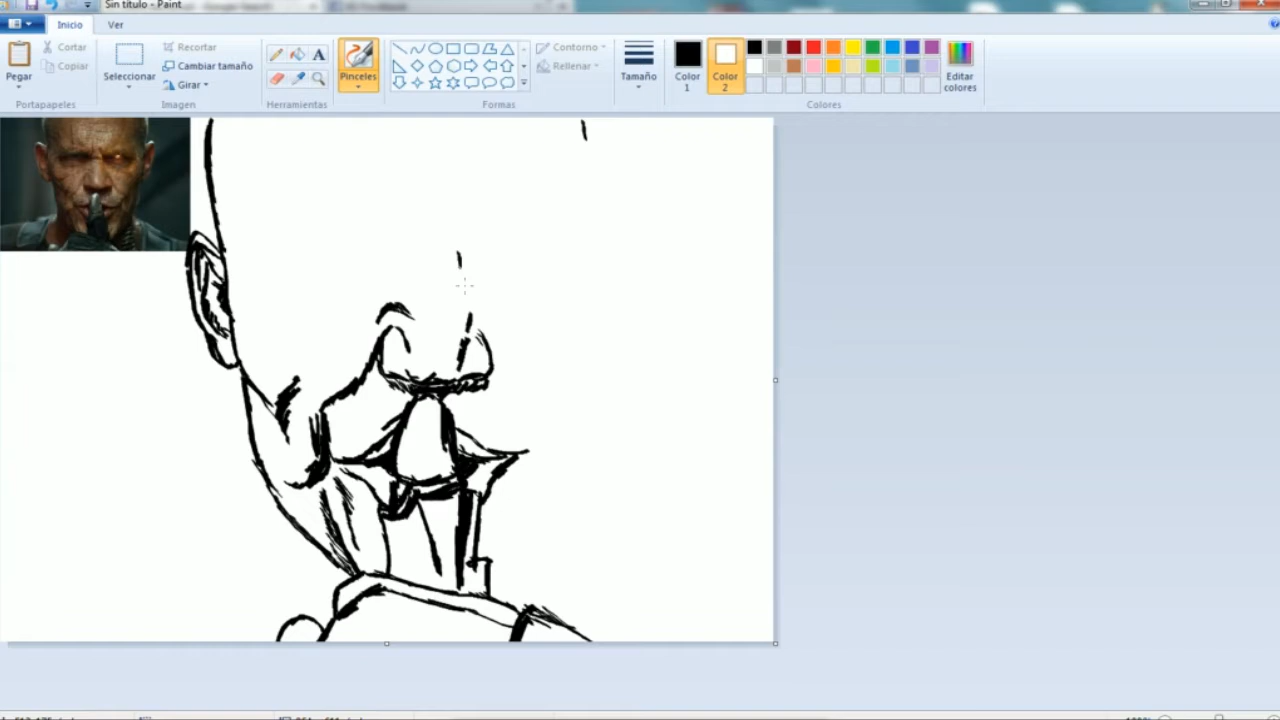 Sin título - Paint
Inicio Ver
Pegar
Seleccionar
Cortar
Copiar
Recortar
Cambiar tamaño
Girar
A
Pinceles
Contorno
Rellenar
Tamaño
Color 1
Color 2
Editar colores
Portapapeles Imagen Herramientas Formas Colores